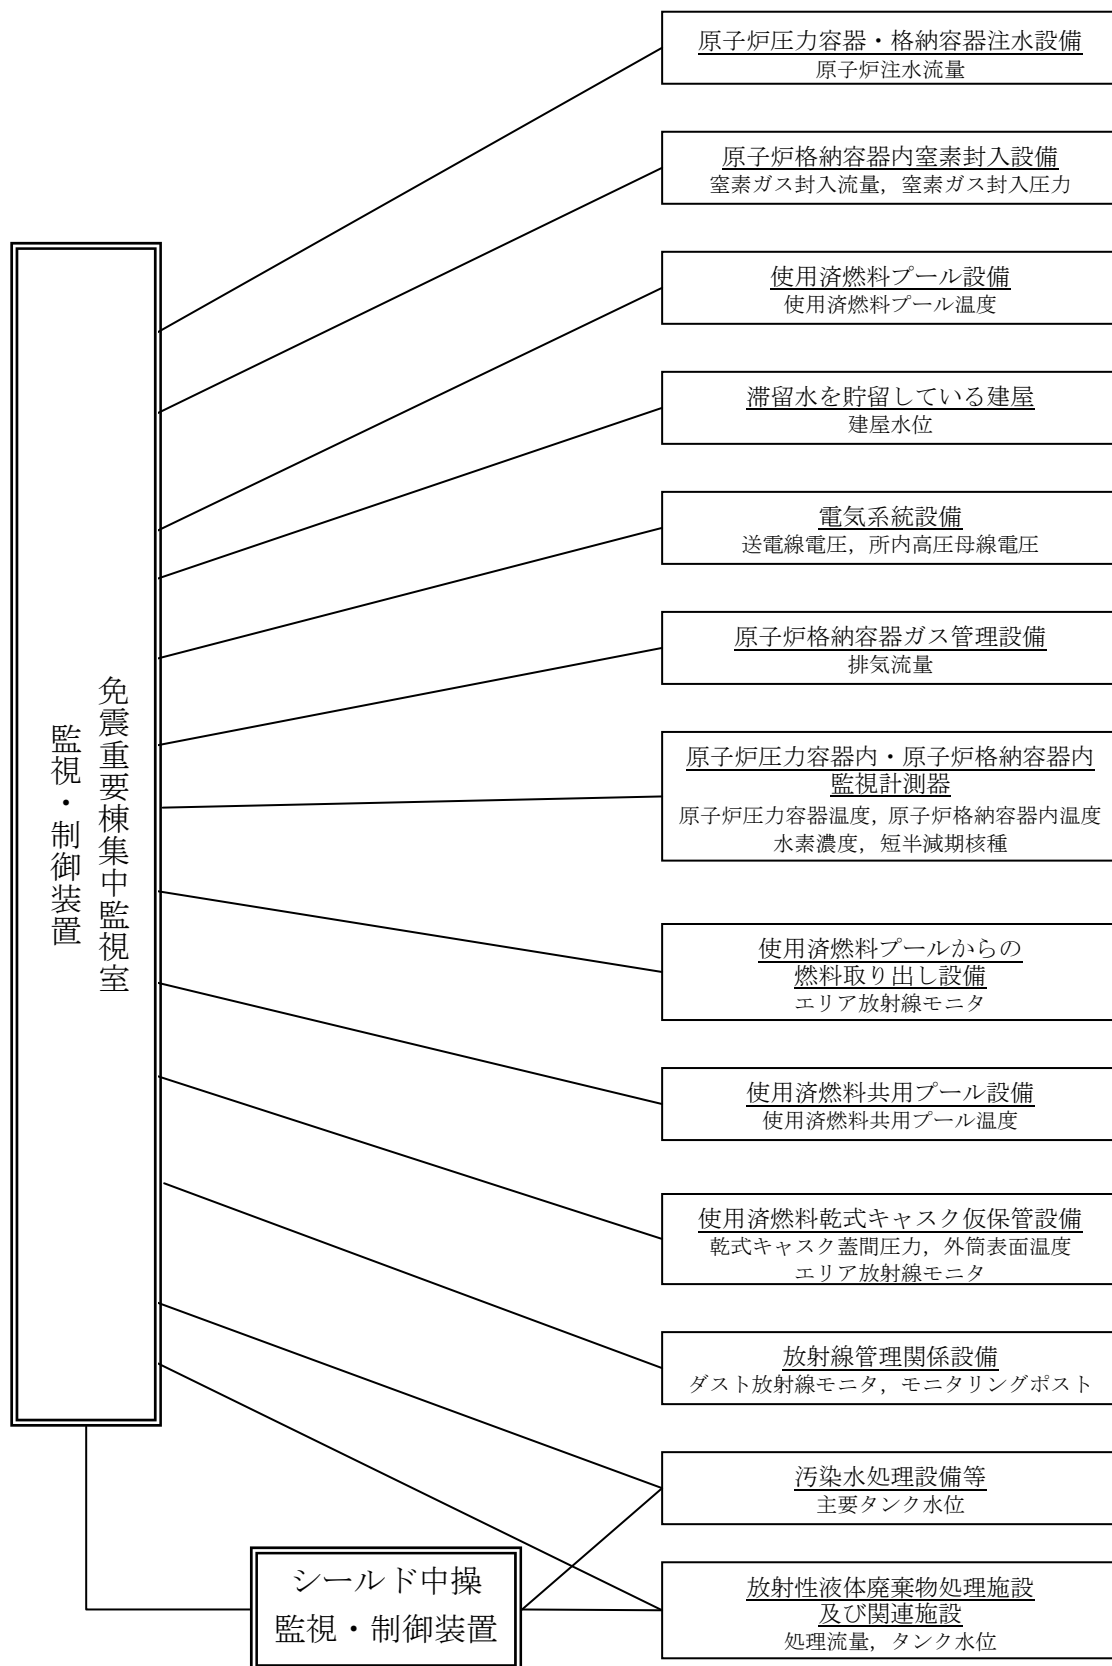 原子炉圧力容器・格納容器注水設備
原子炉注水流量
原子炉格納容器内窒素封入設備
窒素ガス封入流量，窒素ガス封入圧力
使用済燃料プール設備
使用済燃料プール温度
滞留水を貯留している建屋
建屋水位
電気系統設備
送電線電圧，所内高圧母線電圧
原子炉格納容器ガス管理設備
排気流量
免震重要棟集中監視室
監視・制御装置
原子炉圧力容器内・原子炉格納容器内
監視計測器
原子炉圧力容器温度，原子炉格納容器内温度
水素濃度，短半減期核種
使用済燃料プールからの
燃料取り出し設備
エリア放射線モニタ
使用済燃料共用プール設備
使用済燃料共用プール温度
使用済燃料乾式キャスク仮保管設備
乾式キャスク蓋間圧力，外筒表面温度
エリア放射線モニタ
放射線管理関係設備
ダスト放射線モニタ，モニタリングポスト
汚染水処理設備等
主要タンク水位
シールド中操
監視・制御装置
放射性液体廃棄物処理施設
及び関連施設
処理流量，タンク水位